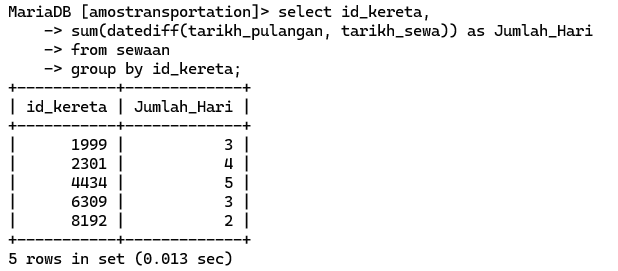 MariaDB [amostransportation]> select id_kereta,
    -> sum(datediff(tarikh_pulangan, tarikh_sewa)) as Jumlah_Hari
    -> from sewaan
    -> group by id_kereta;
+-----------+-------------+
| id_kereta | Jumlah_Hari |
+-----------+-------------+
|      1999 |           3 |
|      2301 |           4 |
|      4434 |           5 |
|      6309 |           3 |
|      8192 |           2 |
+-----------+-------------+
5 rows in set (0.013 sec)